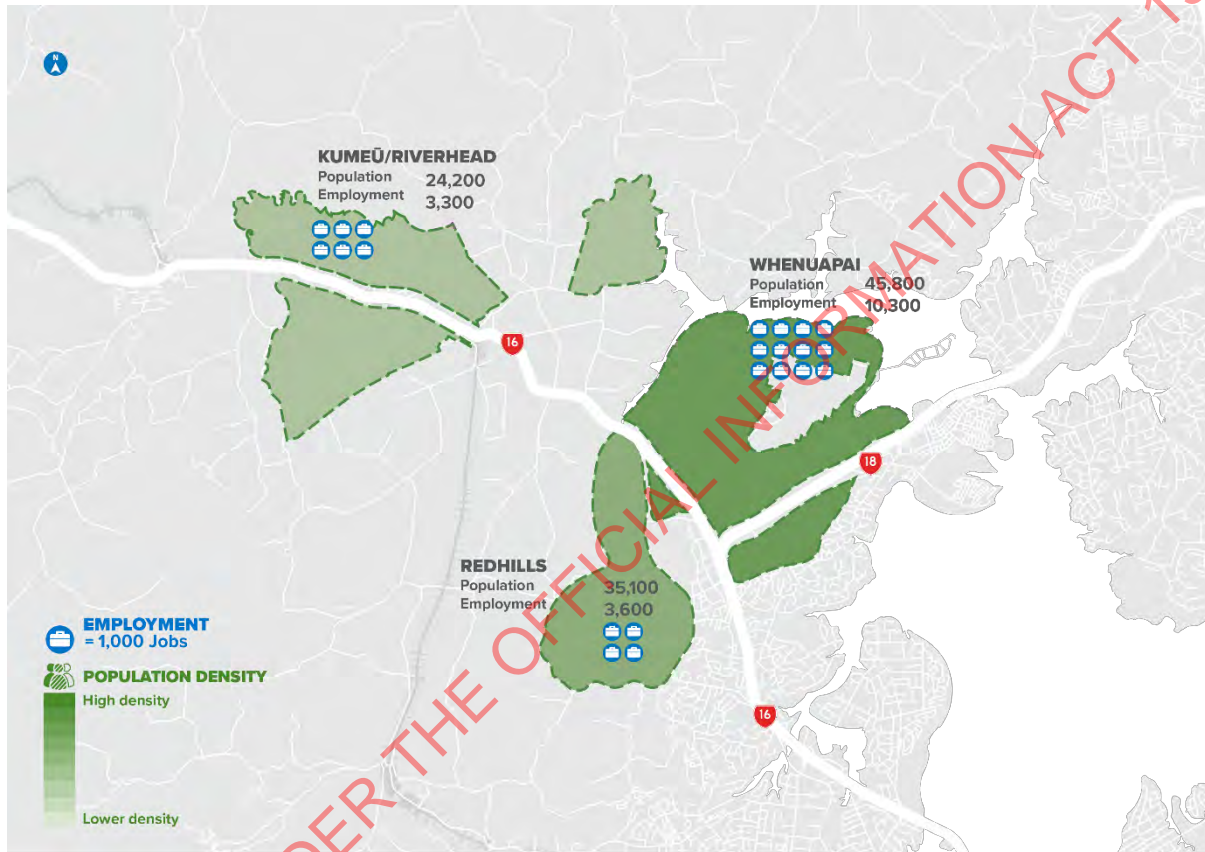 N
KUMEŪ/RIVERHEAD
Population 24,200
Employment 3,300
WHENUAPAI
Population 45,800
Employment 10,300
16
18
REDHILLS
Population 35,100
Employment 3,600
16
EMPLOYMENT
= 1,000 Jobs
POPULATION DENSITY
High density
Lower density
DER THE OFFICIAL INFORMATION ACT